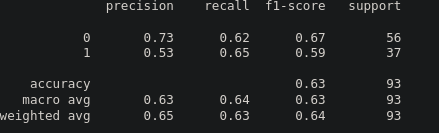 precision recall f1-score support
0 0.73 0.62 0.67 56
1 0.53 0.65 0.59 37
accuracy 0.63 93
macro avg 0.63 0.64 0.63 93
weighted avg 0.65 0.63 0.64 93